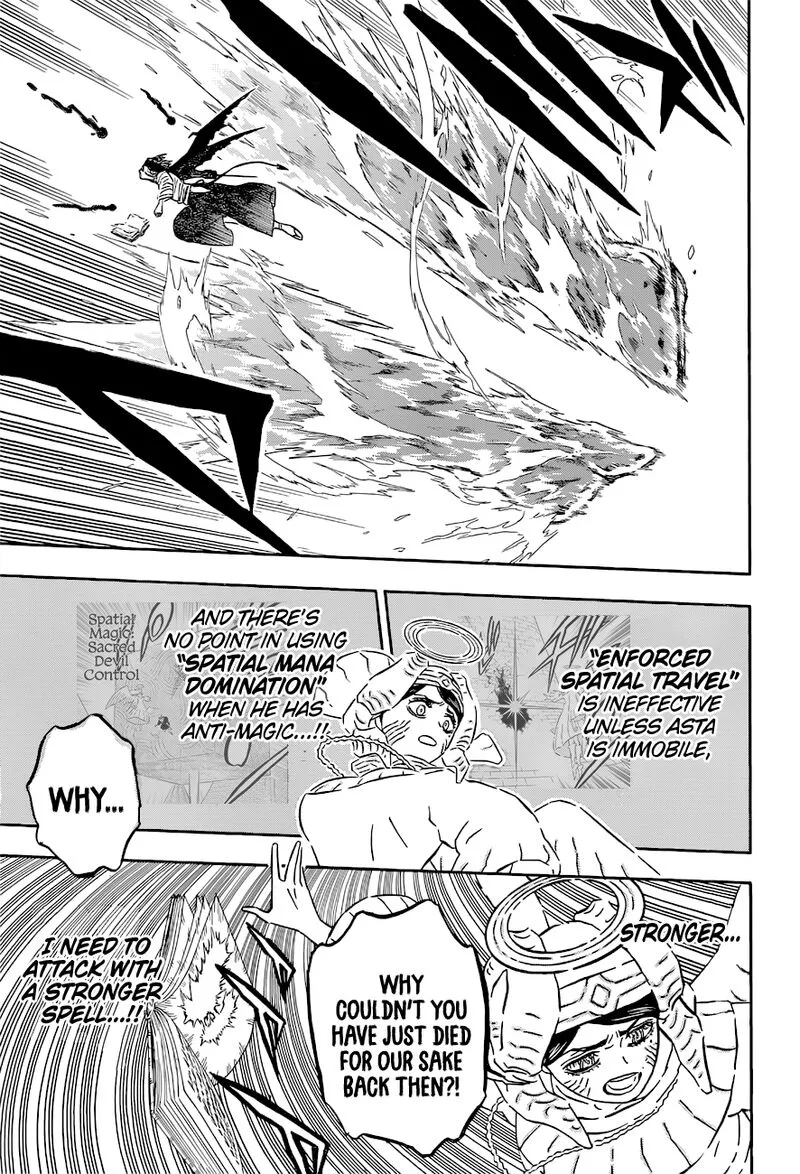 "ENFORCED
SPATIAL TRAVEL"
IS INEFFECTIVE
UNLESS ASTA
IS IMMOBILE,
AND THERE'S
NO POINT IN USING
"SPATIAL MANA
DOMINATION"
WHEN HE HAS
ANTI-MAGIC...!!
Spatial
Magic:
Sacred
Devil
Control
WHY...
STRONGER...
WHY
COULDN'T YOU
HAVE JUST DIED
FOR OUR SAKE
BACK THEN?!
I NEED TO
ATTACK WITH
A STRONGER
SPELL...!!